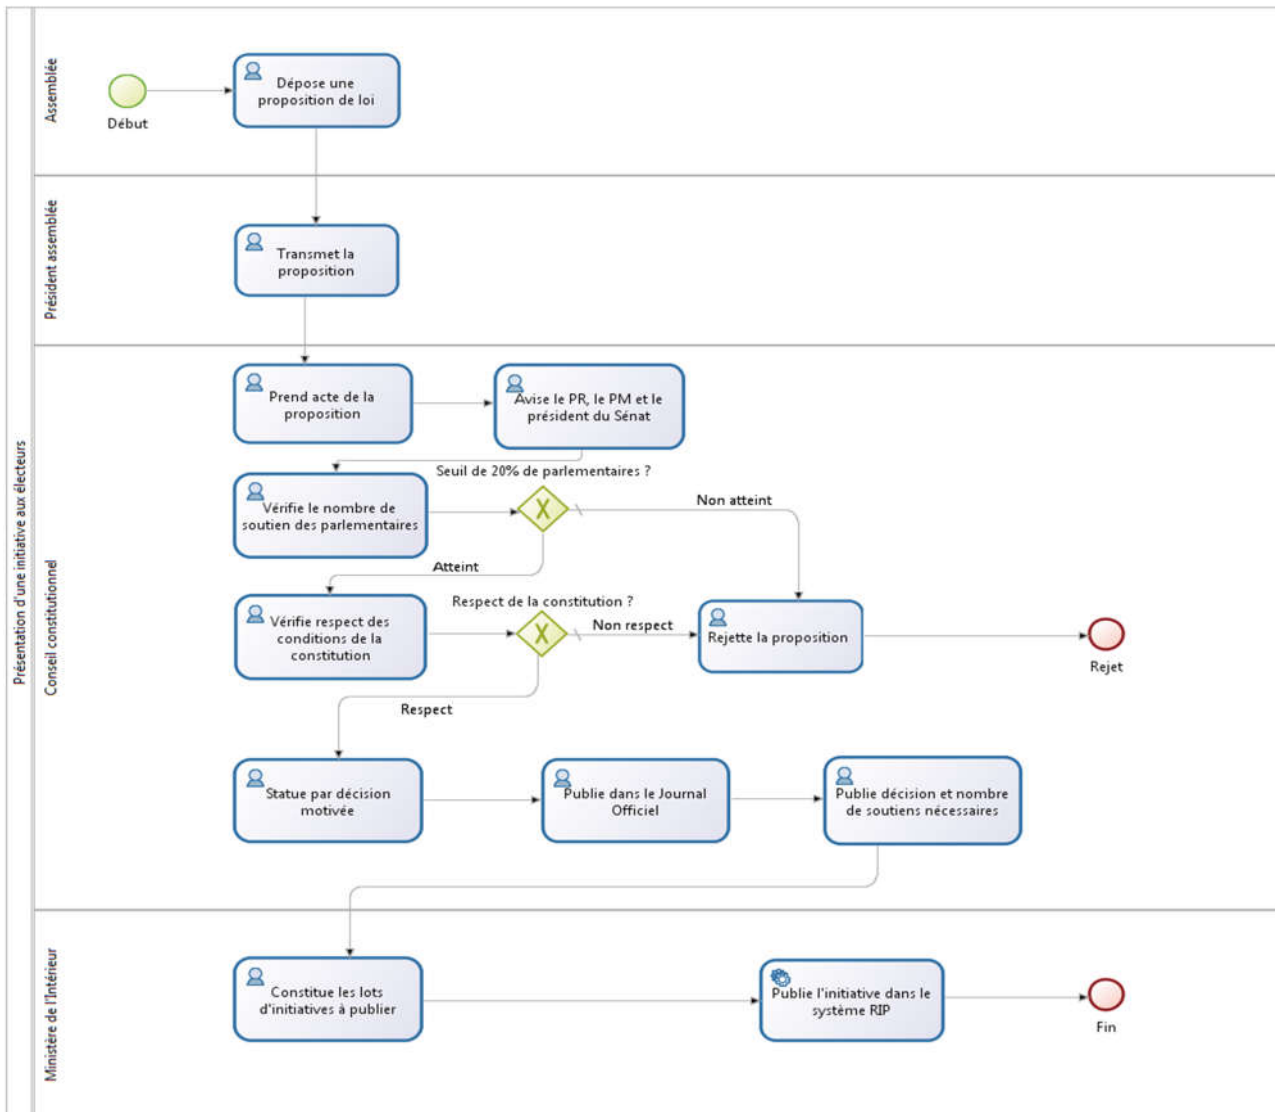 Présentation d'une initiative aux électeurs
Assemblée
Début
Dépose une
proposition de loi
Président assemblée
Transmet la
proposition
Conseil constitutionnel
Prend acte de la
proposition
Avise le PR, le PM et le
président du Sénat
Seuil de 20% de parlementaires ?
Vérifie le nombre de
soutien des parlementaires
Non atteint
Atteint
Respect de la constitution ?
Vérifie respect des
conditions de la
constitution
Non respect
Rejette la proposition
Rejet
Respect
Statue par décision
motivée
Publie dans le Journal
Officiel
Publie décision et nombre
de soutiens nécessaires
Ministère de l'Intérieur
Constitue les lots
d'initiatives à publier
Publie l'initiative dans le
système RIP
Fin